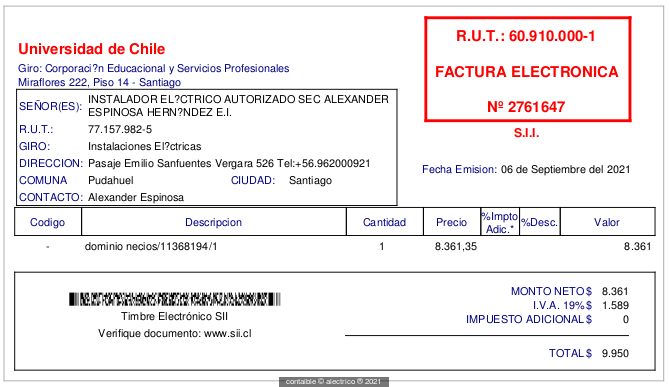 Universidad de Chile
Giro: Corporaci?n Educacional y Servicios Profesionales
Miraflores 222, Piso 14 - Santiago
R.U.T.: 60.910.000-1
FACTURA ELECTRONICA
Nº 2761647
S.I.I.
SEÑOR(ES): INSTALADOR EL?CTRICO AUTORIZADO SEC ALEXANDER
ESPINOSA HERN?NDEZ E.I.
R.U.T.: 77.157.982-5
GIRO: Instalaciones El?ctricas
DIRECCION: Pasaje Emilio Sanfuentes Vergara 526 Tel:+56.962000921
COMUNA Pudahuel CIUDAD: Santiago
CONTACTO: Alexander Espinosa
Fecha Emision: 06 de Septiembre del 2021
Codigo Descripcion Cantidad Precio %Impto Adic.* %Desc. Valor
- dominio necios/11368194/1 1 8.361,35 8.361
Timbre Electrónico SII
Verifique documento: www.sii.cl
MONTO NETO $ 8.361
I.V.A. 19% $ 1.589
IMPUESTO ADICIONAL $ 0
TOTAL $ 9.950
contaible © alectrico ® 2021